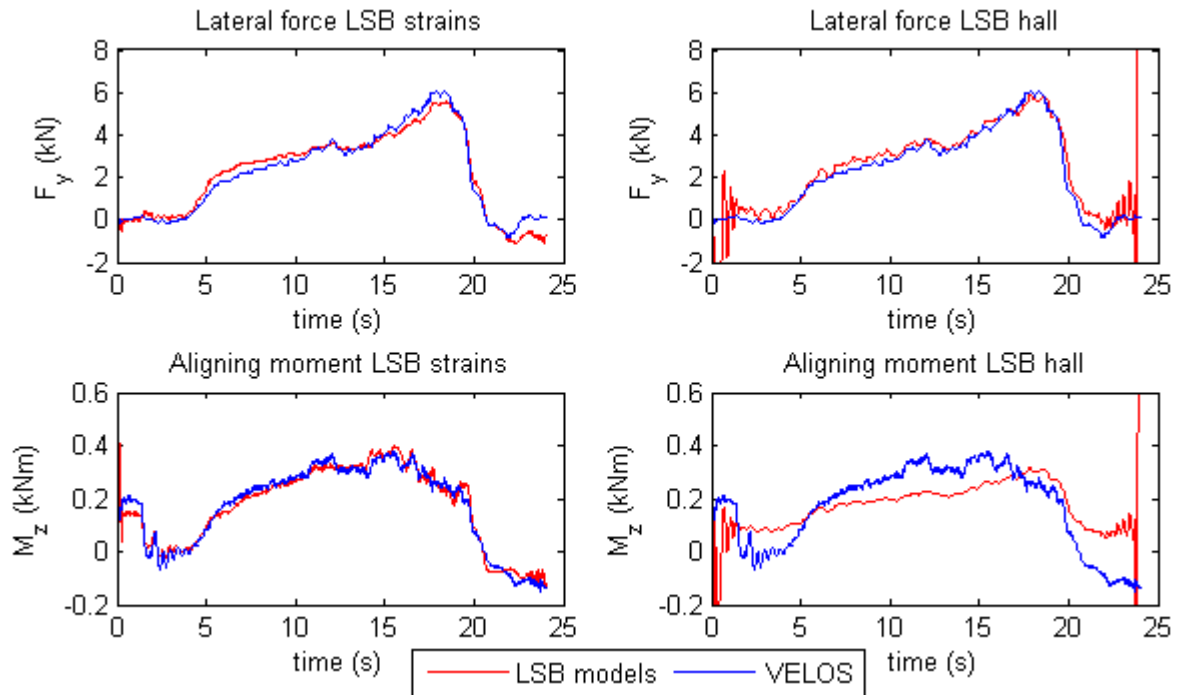 Lateral force LSB strains
8
6
4
2
0
-2
F_y (kN)
0 5 10 15 20 25
time (s)
Lateral force LSB hall
8
6
4
2
0
-2
F_y (kN)
0 5 10 15 20 25
time (s)
Aligning moment LSB strains
0.6
0.4
0.2
0
-0.2
M_z (kNm)
0 5 10 15 20 25
time (s)
Aligning moment LSB hall
0.6
0.4
0.2
0
-0.2
M_z (kNm)
0 5 10 15 20 25
time (s)
LSB models VELOS